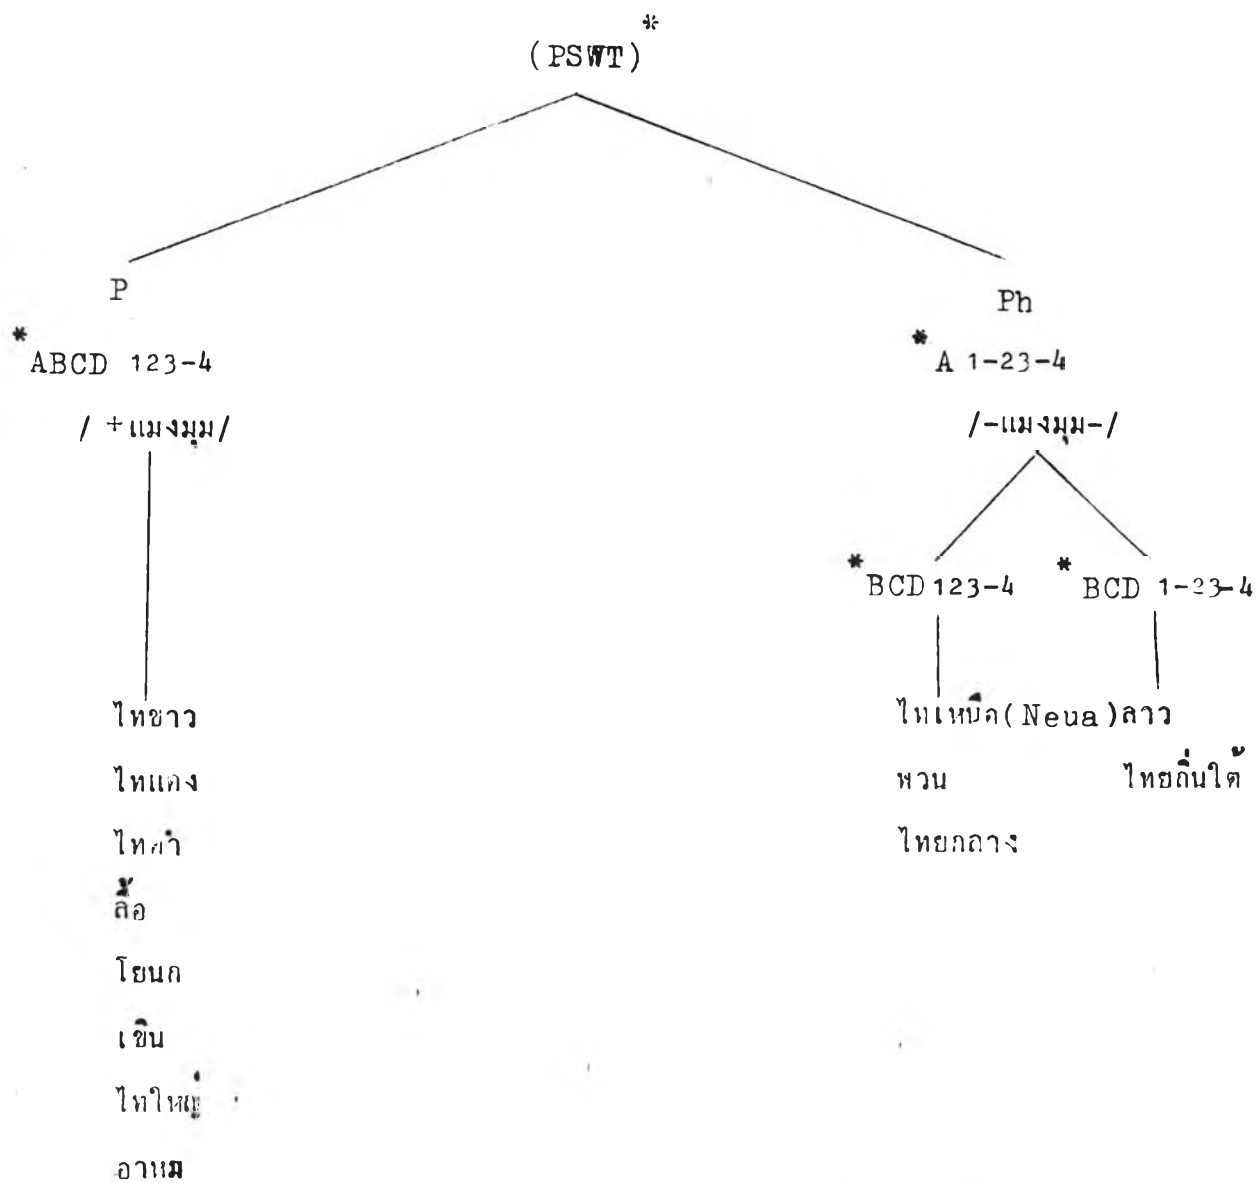 (PSWT)*
P
Ph
*ABCD 123-4
*A 1-23-4
/+แมงมุม/
/-แมงมุม-/
*BCD 123-4
*BCD 1-23-4
ไทขาว
ไทเหนือ(Neua)
ลาว
ไทแดง
พวน
ไทยถิ่นใต้
ไทดำ
ไทยกลาง
ลื้อ
โยนก
เขิน
ไทใหญ่
อาหม